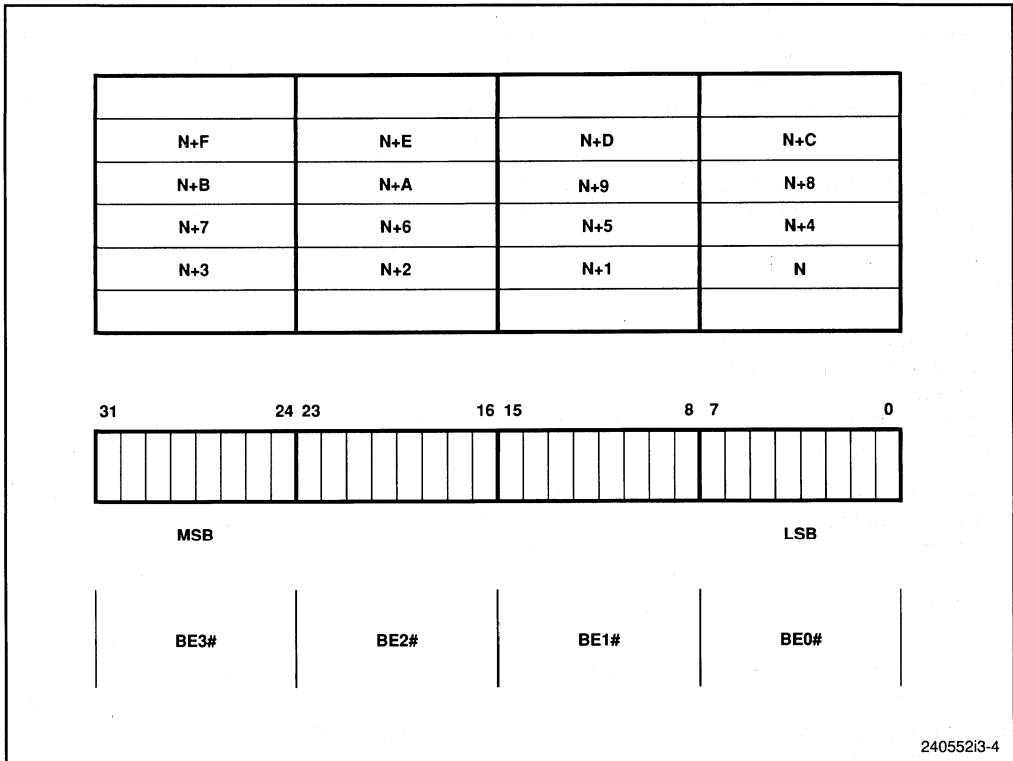 N+F N+E N+D N+C
N+B N+A N+9 N+8
N+7 N+6 N+5 N+4
N+3 N+2 N+1 N
31 24 23 16 15 8 7 0
MSB LSB
BE3# BE2# BE1# BE0#
240552i3-4